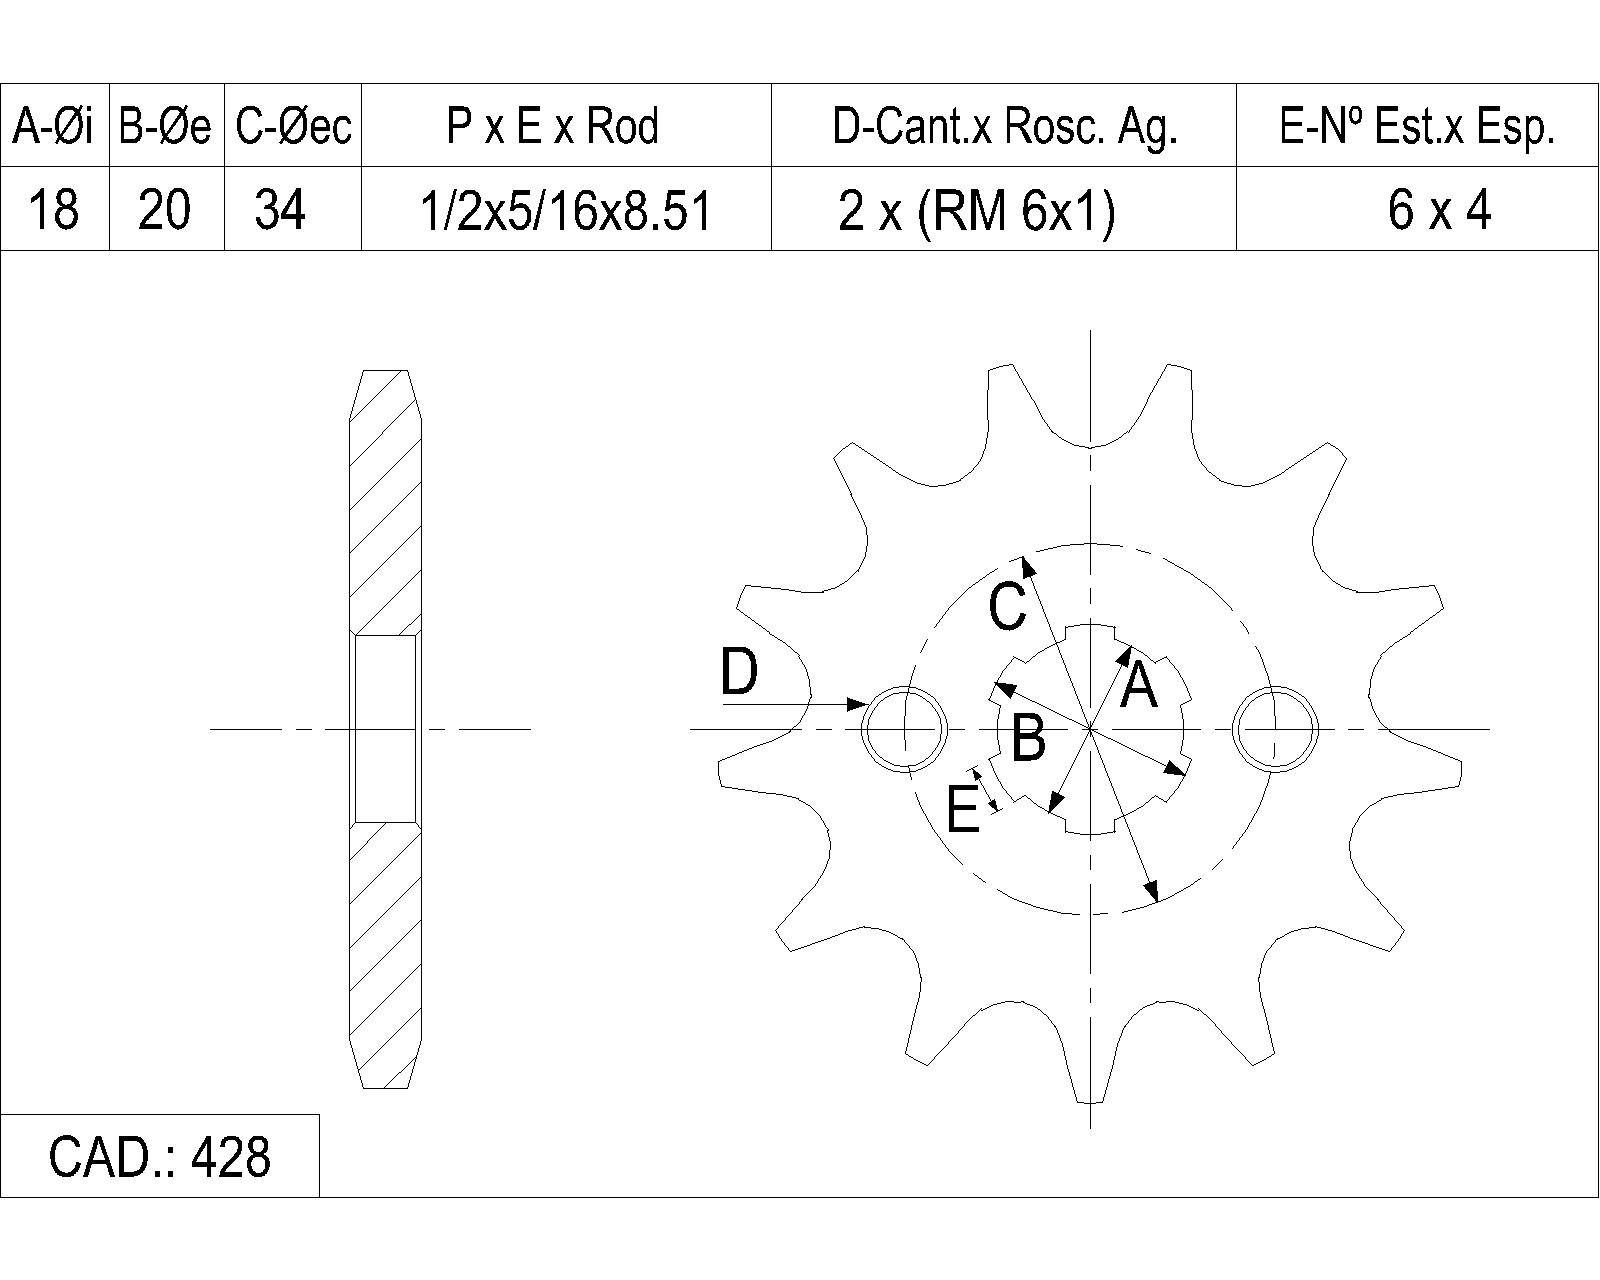 A-Øi B-Øe C-Øec P x E x Rod D-Cant.x Rosc. Ag. E-Nº Est.x Esp.
18 20 34 1/2x5/16x8.51 2 x (RM 6x1) 6 x 4
C
D
A
B
E
CAD.: 428